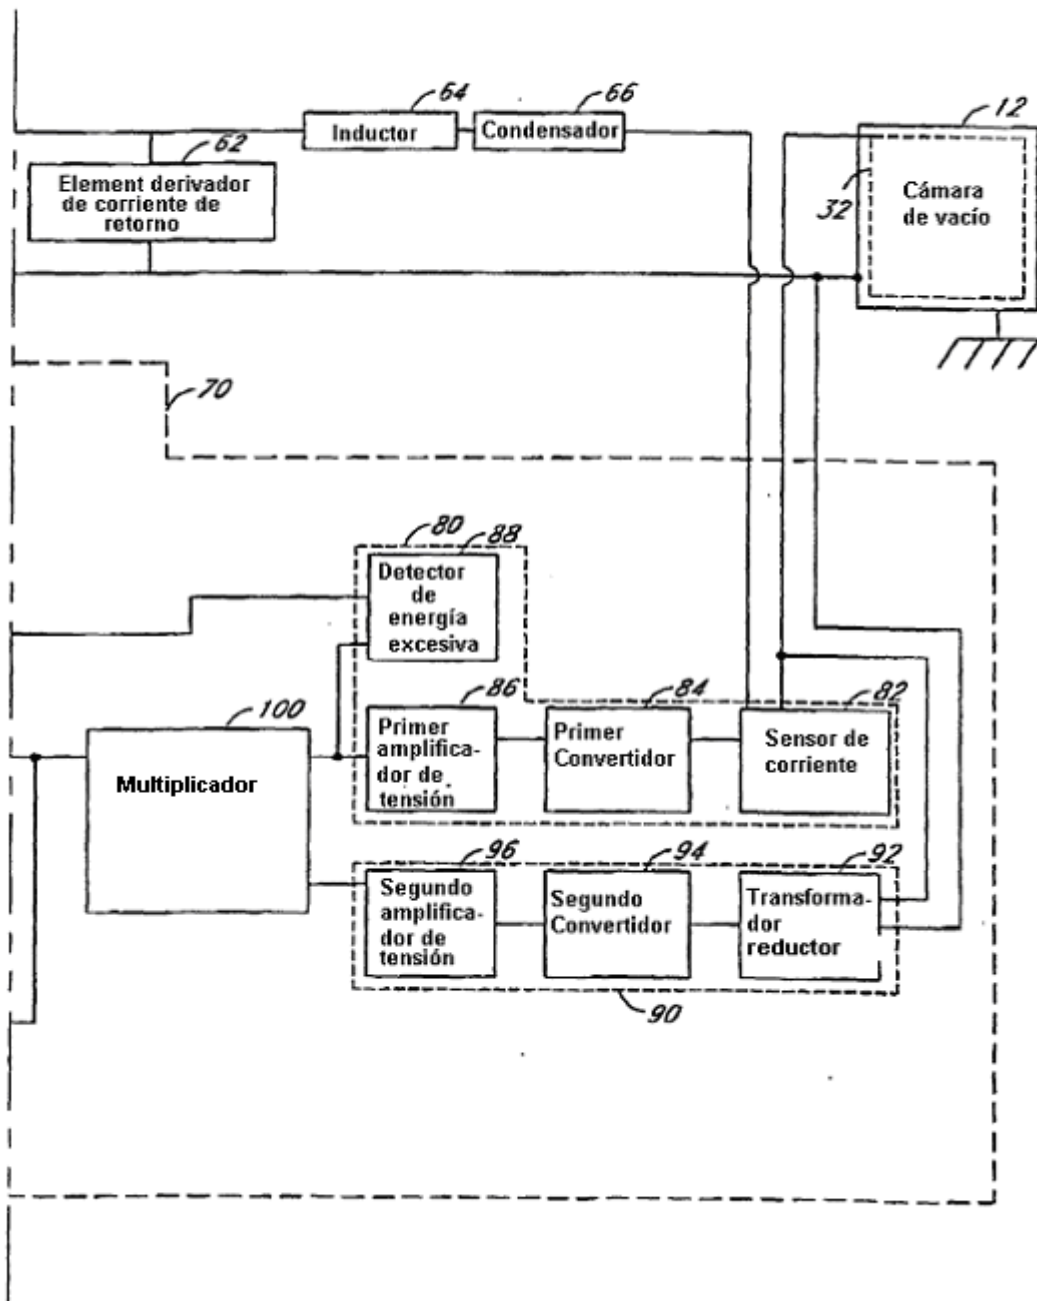 64
66
12
Inductor
Condensador
62
Element derivador
de corriente de
retorno
32
Cámara
de vacío
70
80
88
Detector
de
energía
excesiva
86
84
82
100
Primer
amplifica-
dor de
tensión
Primer
Convertidor
Sensor de
corriente
Multiplicador
96
94
92
Segundo
amplifica-
dor de
tensión
Segundo
Convertidor
Transforma-
dor
reductor
90